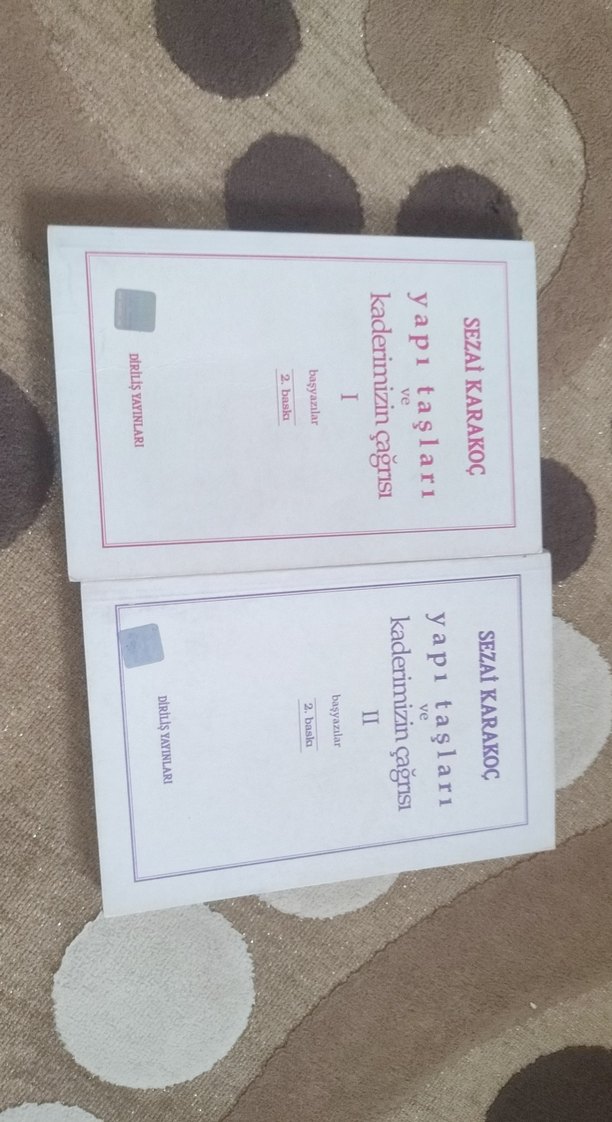 SEZAİ KARAKOÇ
yapı taşları
ve
kaderimizin çağrısı
I
başyazılar
2. baskı
DİRİLİŞ YAYINLARI
SEZAİ KARAKOÇ
yapı taşları
ve
kaderimizin çağrısı
II
başyazılar
2. baskı
DİRİLİŞ YAYINLARI